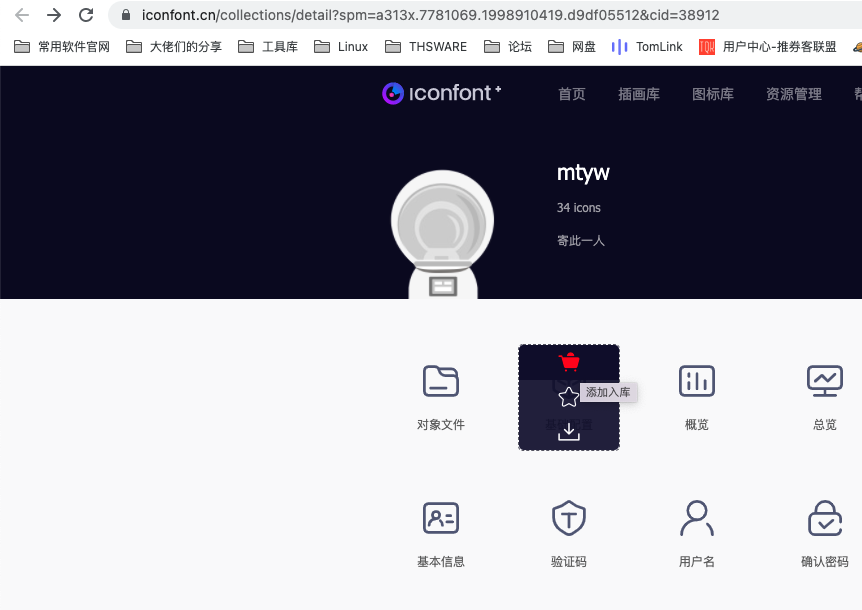 iconfont.cn/collections/detail?spm=a313x.7781069.1998910419.d9df05512&cid=38912
常用软件官网 大佬们的分享 工具库 Linux THSWARE 论坛 网盘 TomLink 用户中心-推券客联盟
iconfont+ 首页 插画库 图标库 资源管理
mtyw
34 icons
寄此一人
添加入库
对象文件 概览 总览
基本信息 验证码 用户名 确认密码